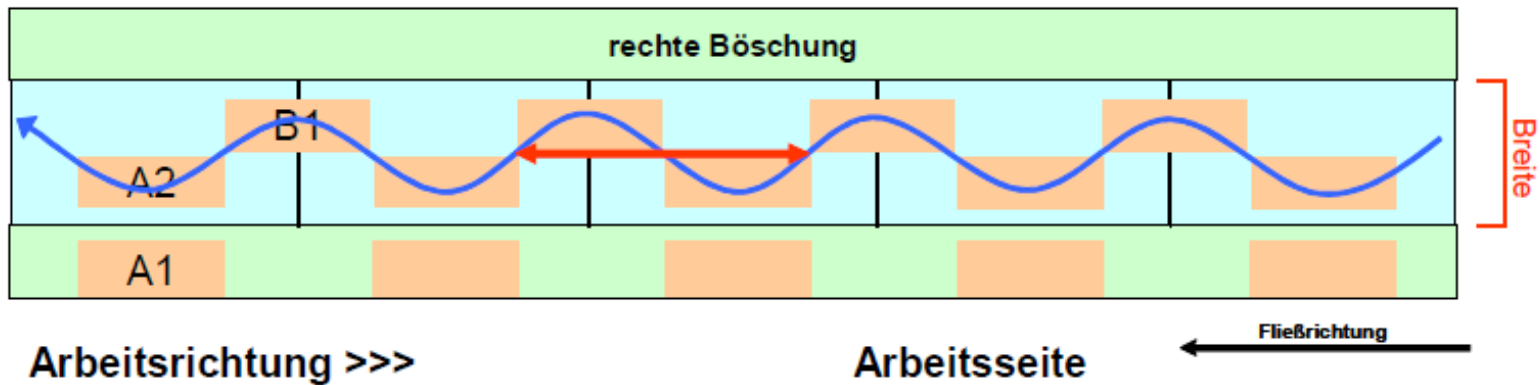 rechte Böschung
B1
A2
Breite
A1
Fließrichtung
Arbeitsrichtung >>>
Arbeitsseite